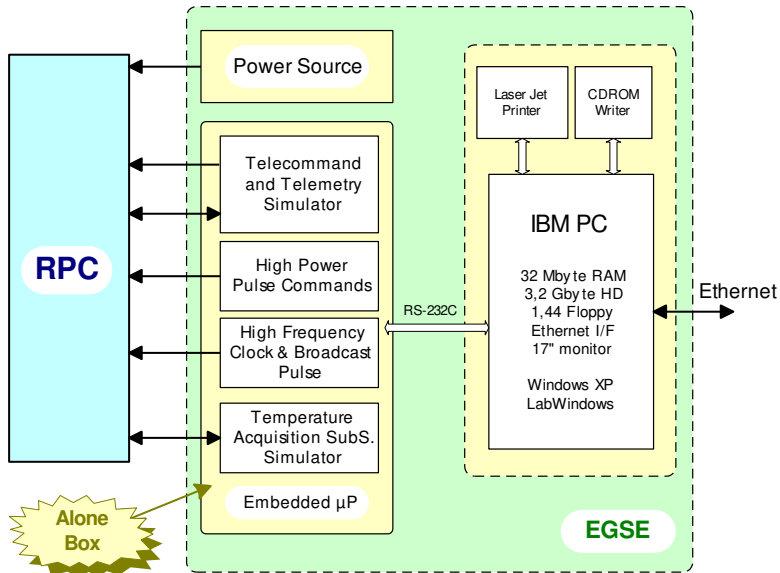 Power Source
Laser Jet
Printer
CDROM
Writer
Telecommand
and Telemetry
Simulator
RPC
High Power
Pulse Commands
High Frequency
Clock & Broadcast
Pulse
Temperature
Acquisition SubS.
Simulator
Embedded µP
Alone
Box
RS-232C
IBM PC
32 Mbyte RAM
3,2 Gbyte HD
1,44 Floppy
Ethernet I/F
17" monitor
Windows XP
LabWindows
Ethernet
EGSE